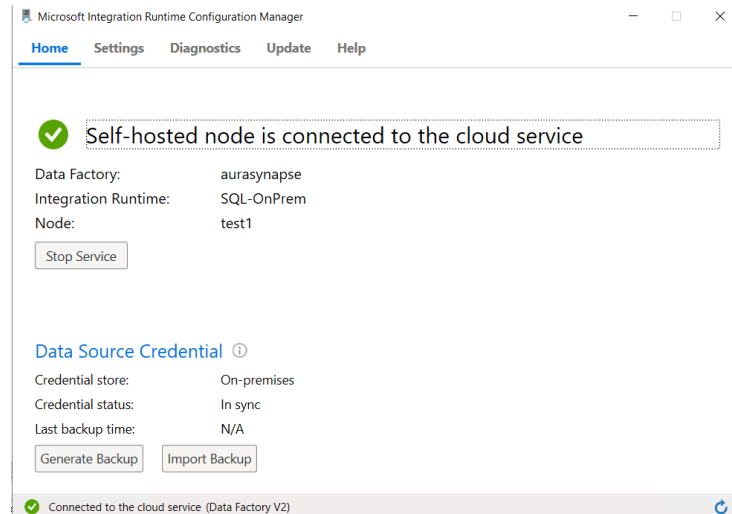 Microsoft Integration Runtime Configuration Manager
Home Settings Diagnostics Update Help
Self-hosted node is connected to the cloud service
Data Factory: aurasynapse
Integration Runtime: SQL-OnPrem
Node: test1
Stop Service
Data Source Credential
Credential store: On-premises
Credential status: In sync
Last backup time: N/A
Generate Backup Import Backup
Connected to the cloud service (Data Factory V2)